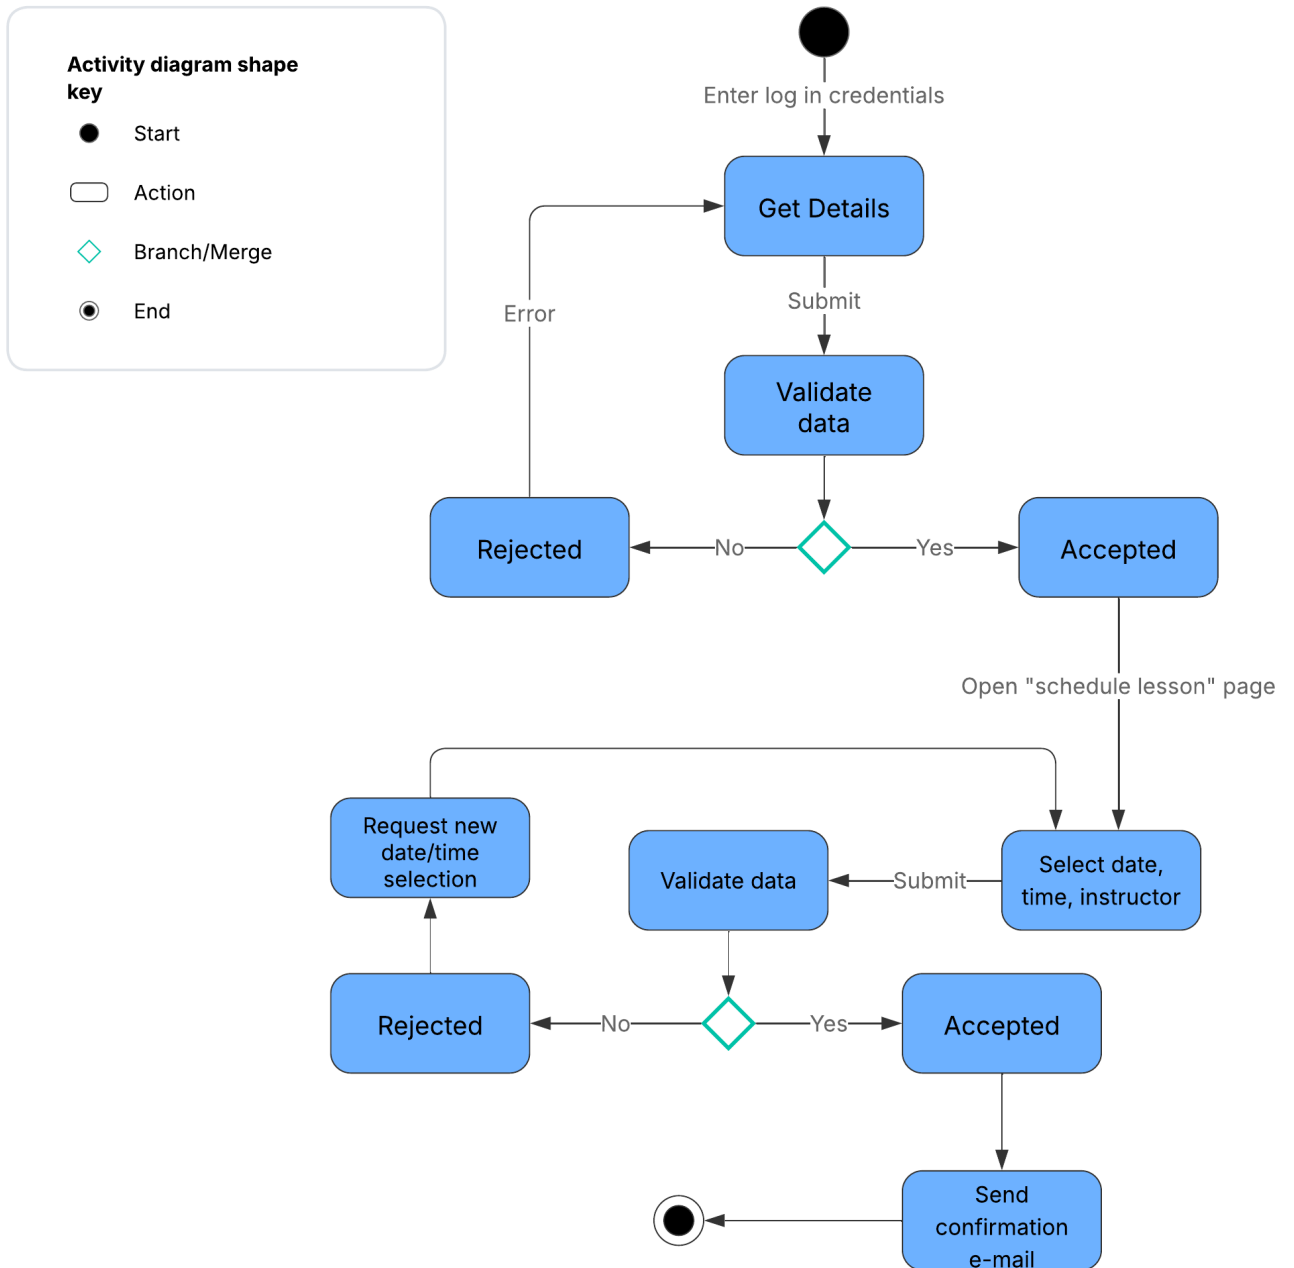 Activity diagram shape
key
Start
Action
Branch/Merge
End
Enter log in credentials
Get Details
Error
Submit
Validate
data
Rejected
No
Yes
Accepted
Open "schedule lesson" page
Request new
date/time
selection
Validate data
Submit
Select date,
time, instructor
Rejected
No
Yes
Accepted
Send
confirmation
e-mail